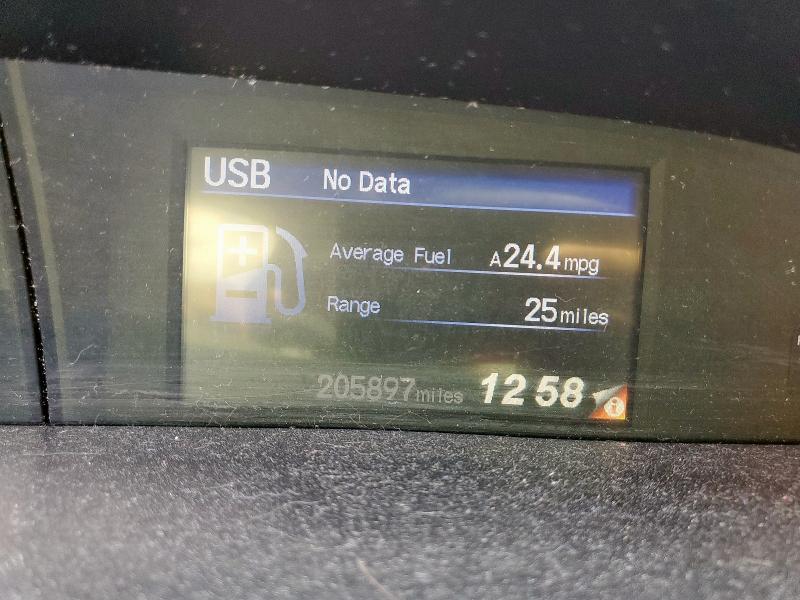 USB No Data
Average Fuel A24.4mpg
Range 25miles
205897miles 12 58
i